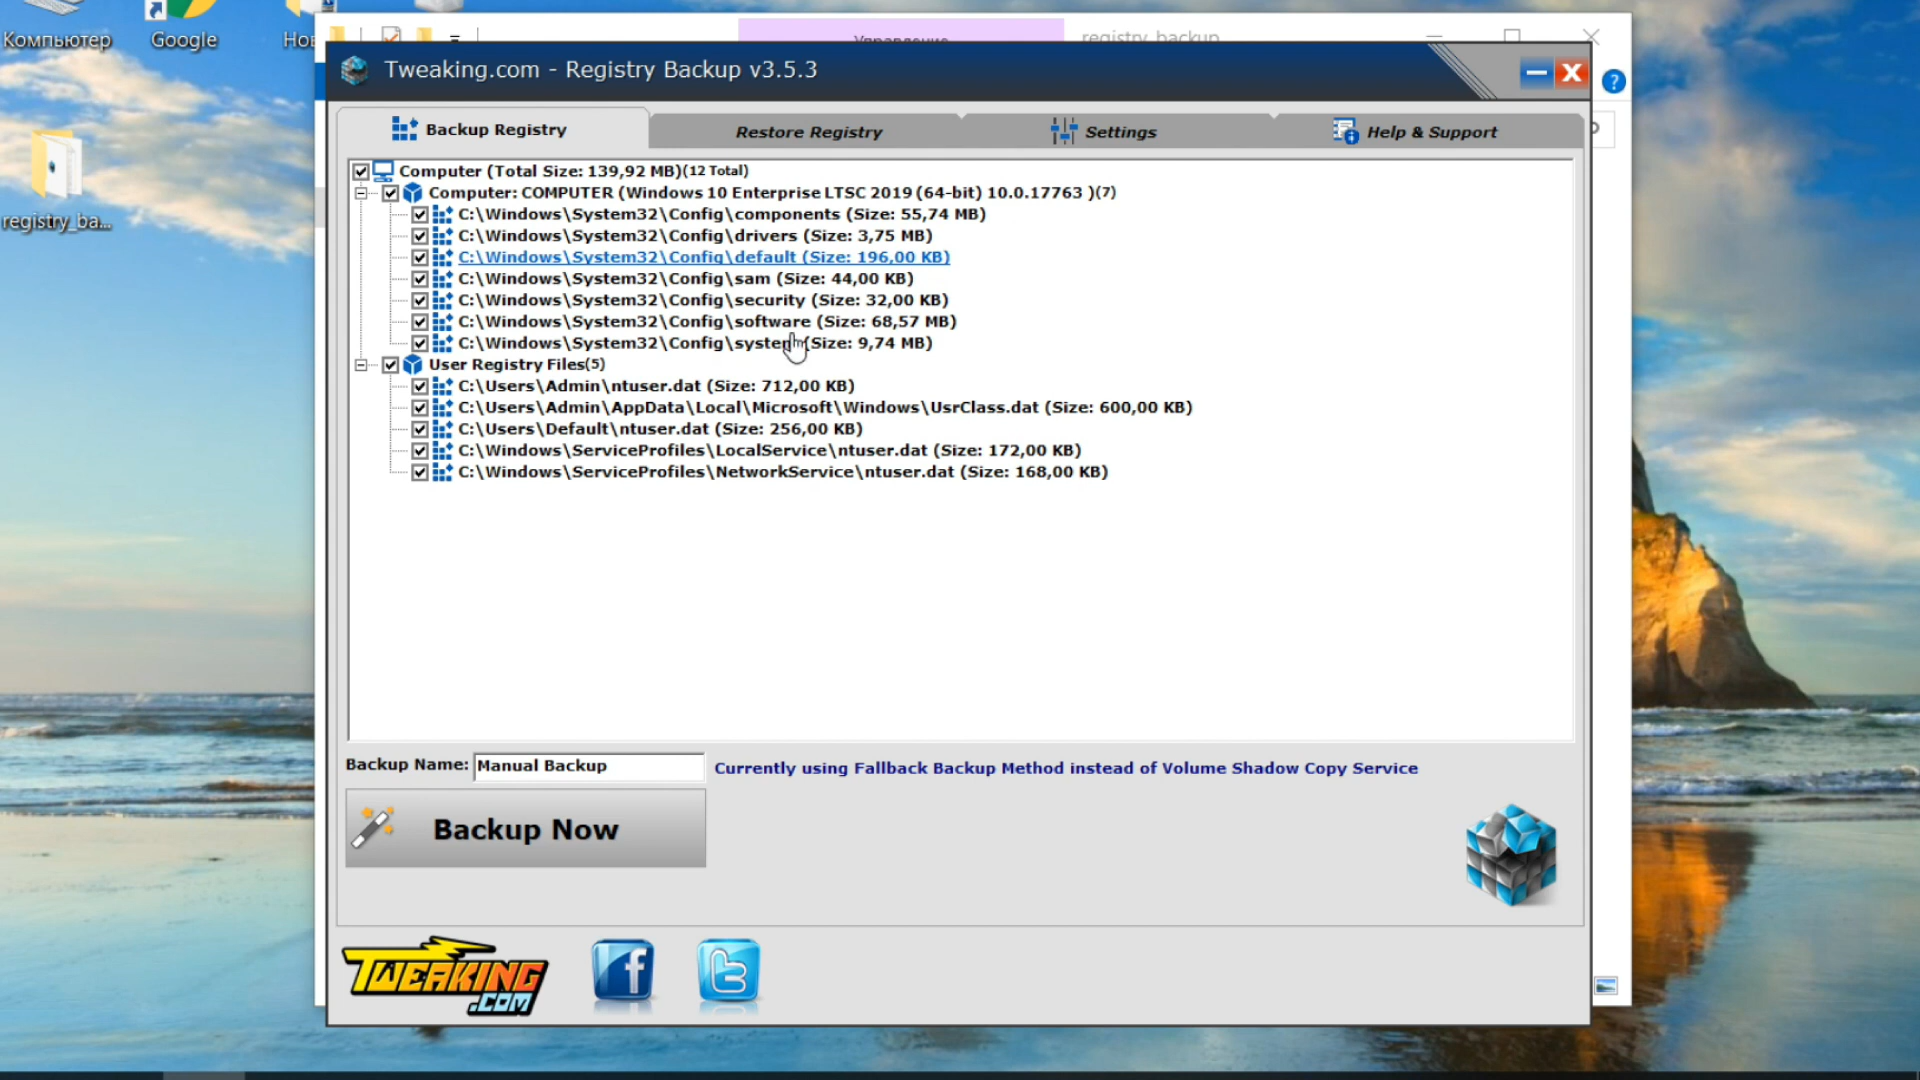 Компьютер
Google
Нов
registry_ba...
Управление
registry_backup
Tweaking.com - Registry Backup v3.5.3
Backup Registry
Restore Registry
Settings
Help & Support
Computer (Total Size: 139,92 MB)(12 Total)
Computer: COMPUTER (Windows 10 Enterprise LTSC 2019 (64-bit) 10.0.17763 )(7)
C:\Windows\System32\Config\components (Size: 55,74 MB)
C:\Windows\System32\Config\drivers (Size: 3,75 MB)
C:\Windows\System32\Config\default (Size: 196,00 KB)
C:\Windows\System32\Config\sam (Size: 44,00 KB)
C:\Windows\System32\Config\security (Size: 32,00 KB)
C:\Windows\System32\Config\software (Size: 68,57 MB)
C:\Windows\System32\Config\system (Size: 9,74 MB)
User Registry Files(5)
C:\Users\Admin\ntuser.dat (Size: 712,00 KB)
C:\Users\Admin\AppData\Local\Microsoft\Windows\UsrClass.dat (Size: 600,00 KB)
C:\Users\Default\ntuser.dat (Size: 256,00 KB)
C:\Windows\ServiceProfiles\LocalService\ntuser.dat (Size: 172,00 KB)
C:\Windows\ServiceProfiles\NetworkService\ntuser.dat (Size: 168,00 KB)
Backup Name: Manual Backup
Currently using Fallback Backup Method instead of Volume Shadow Copy Service
Backup Now
TWEAKING
.COM